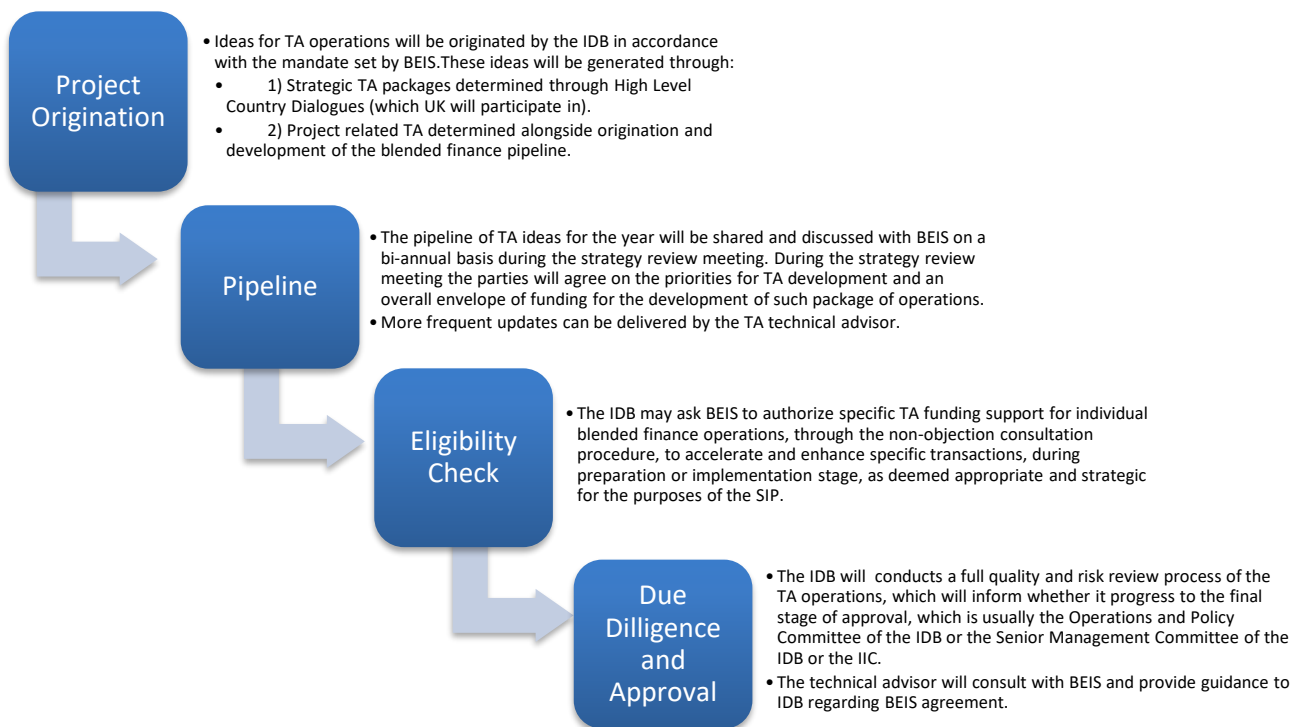 Project
Origination
• Ideas for TA operations will be originated by the IDB in accordance
with the mandate set by BEIS.These ideas will be generated through:
• 1) Strategic TA packages determined through High Level
Country Dialogues (which UK will participate in).
• 2) Project related TA determined alongside origination and
development of the blended finance pipeline.
Pipeline
• The pipeline of TA ideas for the year will be shared and discussed with BEIS on a
bi-annual basis during the strategy review meeting. During the strategy review
meeting the parties will agree on the priorities for TA development and an
overall envelope of funding for the development of such package of operations.
• More frequent updates can be delivered by the TA technical advisor.
Eligibility
Check
• The IDB may ask BEIS to authorize specific TA funding support for individual
blended finance operations, through the non-objection consultation
procedure, to accelerate and enhance specific transactions, during
preparation or implementation stage, as deemed appropriate and strategic
for the purposes of the SIP.
Due
Dilligence
and
Approval
• The IDB will conducts a full quality and risk review process of the
TA operations, which will inform whether it progress to the final
stage of approval, which is usually the Operations and Policy
Committee of the IDB or the Senior Management Committee of the
IDB or the IIC.
• The technical advisor will consult with BEIS and provide guidance to
IDB regarding BEIS agreement.